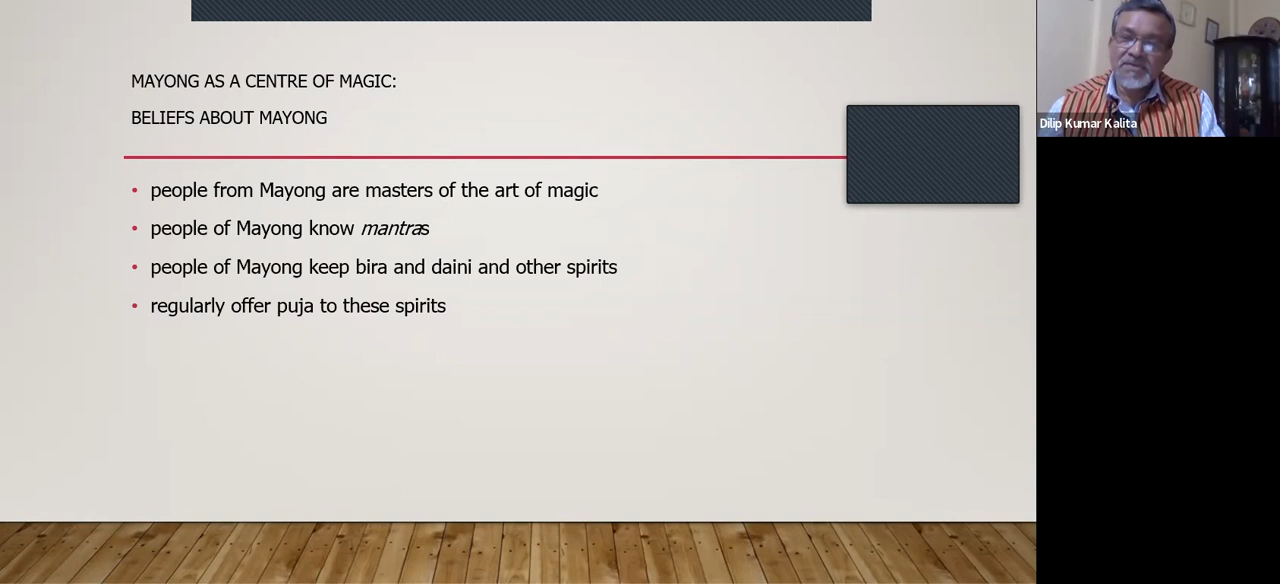 MAYONG AS A CENTRE OF MAGIC:
BELIEFS ABOUT MAYONG
• people from Mayong are masters of the art of magic
• people of Mayong know mantras
• people of Mayong keep bira and daini and other spirits
• regularly offer puja to these spirits
Dilip Kumar Kalita